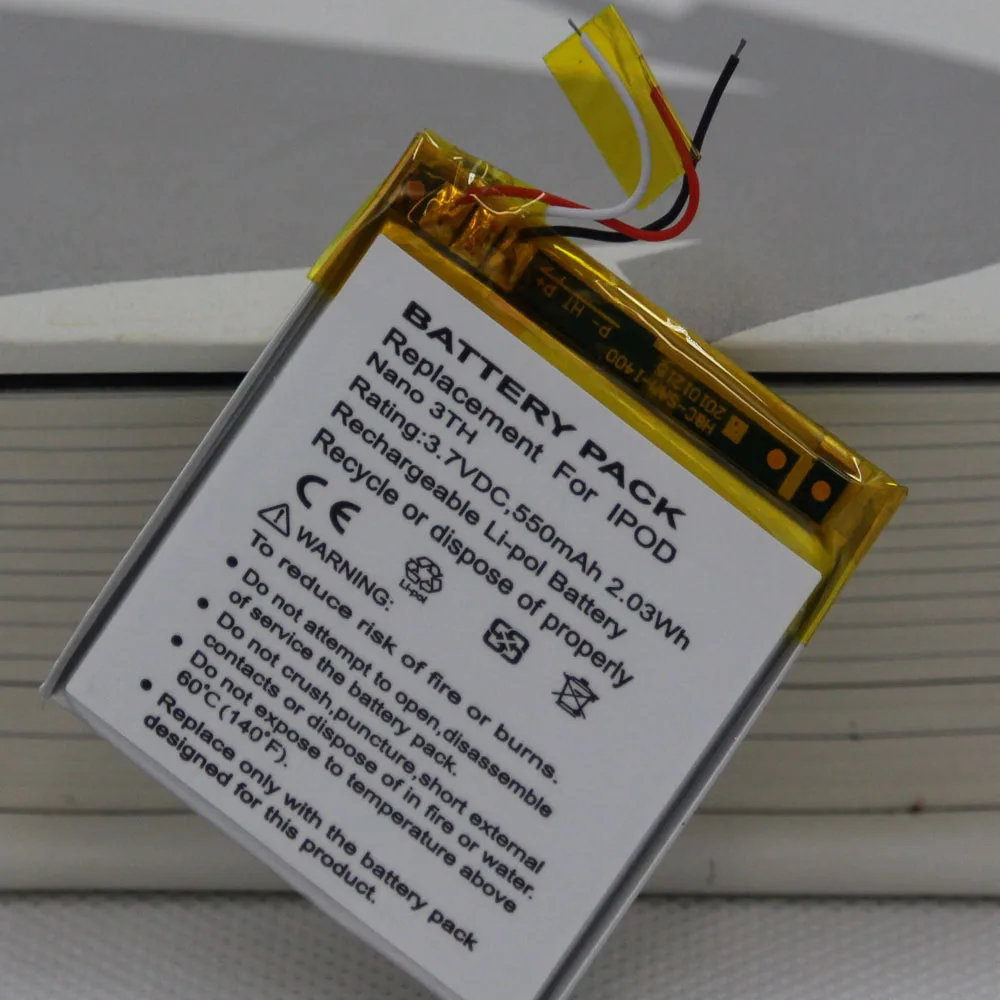 P- HT P+
20101210
BATTERY PACK
Replacement For IPOD
Nano 3TH
Rating:3.7VDC,550mAh 2.03Wh
Rechargeable Li-pol Battery
Recycle or dispose of properly
CE
Li-pol
WARNING:
To reduce risk of fire or burns.
• Do not attempt to open,disassemble
of service the battery pack.
• Do not crush,puncture,short external
contacts or dispose of in fire or water.
• Do not expose to temperature above
60°C(140°F).
• Replace only with the battery pack
designed for this product.